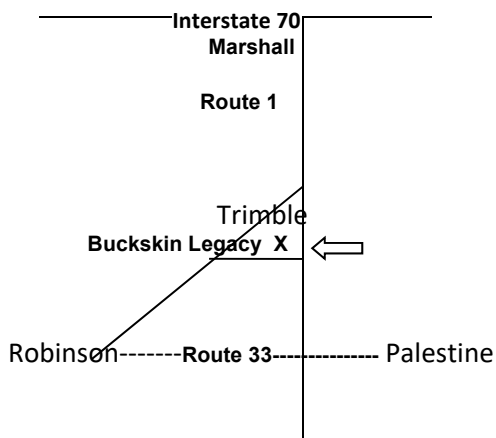 Interstate 70
Marshall
Route 1
Trimble
Buckskin Legacy X
Robinson-------Route 33--------------- Palestine